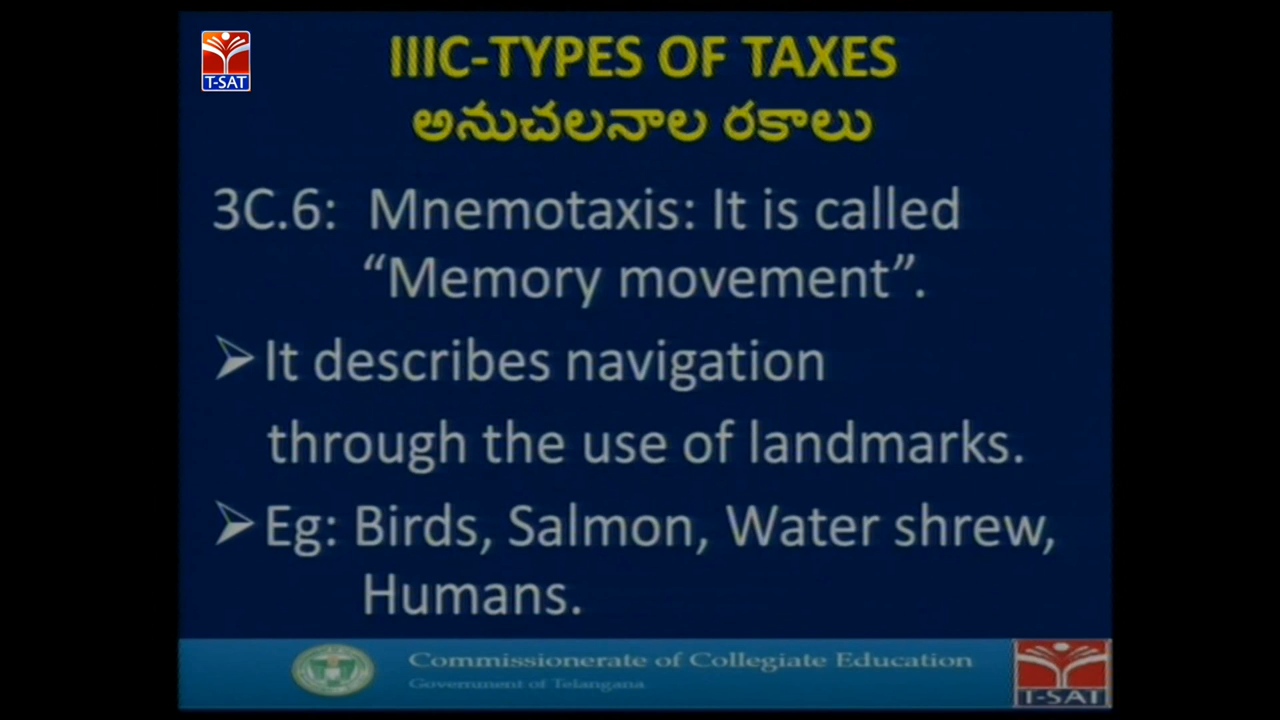 T-SAT
IIIC-TYPES OF TAXES
అనుచలనాల రకాలు
3C.6: Mnemotaxis: It is called
“Memory movement”.
It describes navigation
through the use of landmarks.
Eg: Birds, Salmon, Water shrew,
Humans.
Commissionerate of Collegiate Education
Government of Telangana
T-SAT